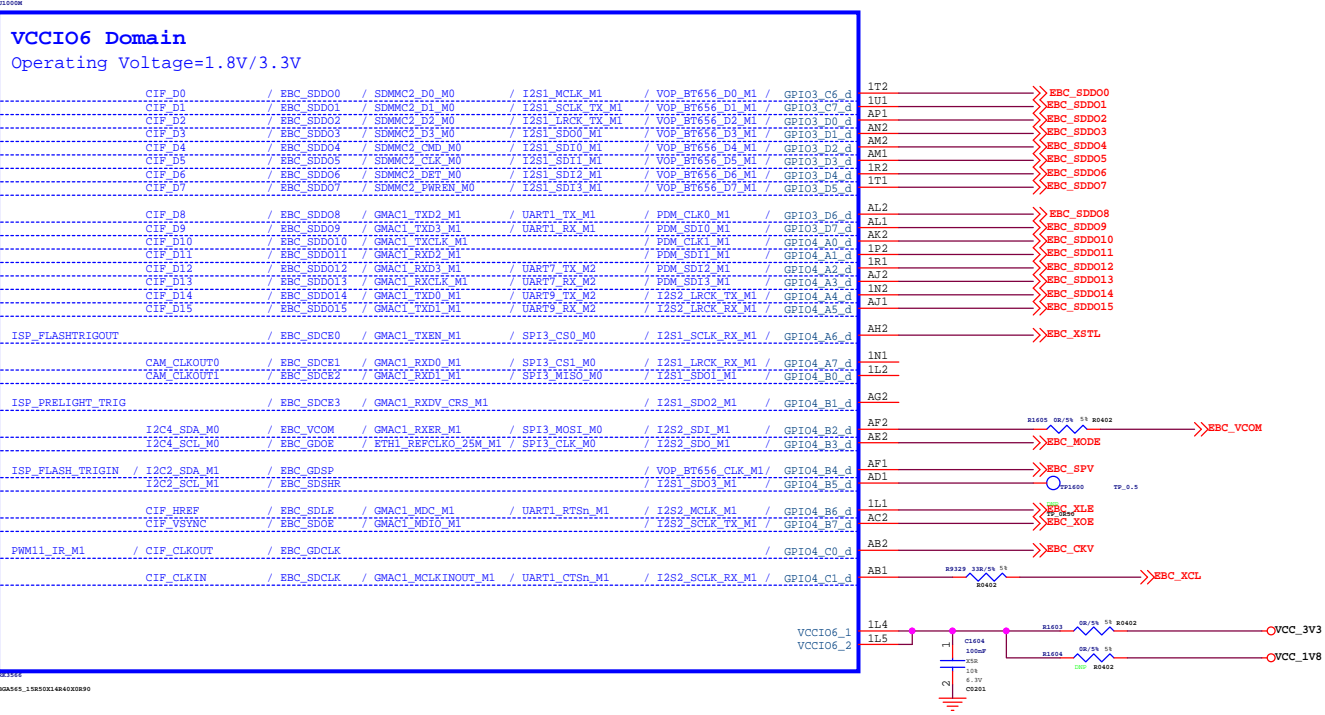 U1000M
VCCIO6 Domain
Operating Voltage=1.8V/3.3V
CIF_D0 / EBC_SDDO0 / SDMMC2_D0_M0 / I2S1_MCLK_M1 / VOP_BT656_D0_M1 / GPIO3_C6_d 1T2 EBC_SDDO0
CIF_D1 / EBC_SDDO1 / SDMMC2_D1_M0 / I2S1_SCLK_TX_M1 / VOP_BT656_D1_M1 / GPIO3_C7_d 1U1 EBC_SDDO1
CIF_D2 / EBC_SDDO2 / SDMMC2_D2_M0 / I2S1_LRCK_TX_M1 / VOP_BT656_D2_M1 / GPIO3_D0_d AP1 EBC_SDDO2
CIF_D3 / EBC_SDDO3 / SDMMC2_D3_M0 / I2S1_SDO0_M1 / VOP_BT656_D3_M1 / GPIO3_D1_d AN2 EBC_SDDO3
CIF_D4 / EBC_SDDO4 / SDMMC2_CMD_M0 / I2S1_SDI0_M1 / VOP_BT656_D4_M1 / GPIO3_D2_d AM2 EBC_SDDO4
CIF_D5 / EBC_SDDO5 / SDMMC2_CLK_M0 / I2S1_SDI1_M1 / VOP_BT656_D5_M1 / GPIO3_D3_d AM1 EBC_SDDO5
CIF_D6 / EBC_SDDO6 / SDMMC2_DET_M0 / I2S1_SDI2_M1 / VOP_BT656_D6_M1 / GPIO3_D4_d 1R2 EBC_SDDO6
CIF_D7 / EBC_SDDO7 / SDMMC2_PWREN_M0 / I2S1_SDI3_M1 / VOP_BT656_D7_M1 / GPIO3_D5_d 1T1 EBC_SDDO7
CIF_D8 / EBC_SDDO8 / GMAC1_TXD2_M1 / UART1_TX_M1 / PDM_CLK0_M1 / GPIO3_D6_d AL2 EBC_SDDO8
CIF_D9 / EBC_SDDO9 / GMAC1_TXD3_M1 / UART1_RX_M1 / PDM_SDI0_M1 / GPIO3_D7_d AL1 EBC_SDDO9
CIF_D10 / EBC_SDDO10 / GMAC1_TXCLK_M1 / PDM_CLK1_M1 / GPIO4_A0_d AK2 EBC_SDDO10
CIF_D11 / EBC_SDDO11 / GMAC1_RXD2_M1 / PDM_SDI1_M1 / GPIO4_A1_d 1P2 EBC_SDDO11
CIF_D12 / EBC_SDDO12 / GMAC1_RXD3_M1 / UART7_TX_M2 / PDM_SDI2_M1 / GPIO4_A2_d 1R1 EBC_SDDO12
CIF_D13 / EBC_SDDO13 / GMAC1_RXCLK_M1 / UART7_RX_M2 / PDM_SDI3_M1 / GPIO4_A3_d AJ2 EBC_SDDO13
CIF_D14 / EBC_SDDO14 / GMAC1_TXD0_M1 / UART9_TX_M2 / I2S2_LRCK_TX_M1 / GPIO4_A4_d 1N2 EBC_SDDO14
CIF_D15 / EBC_SDDO15 / GMAC1_TXD1_M1 / UART9_RX_M2 / I2S2_LRCK_RX_M1 / GPIO4_A5_d AJ1 EBC_SDDO15
ISP_FLASHTRIGOUT / EBC_SDCE0 / GMAC1_TXEN_M1 / SPI3_CS0_M0 / I2S1_SCLK_RX_M1 / GPIO4_A6_d AH2 EBC_XSTL
CAM_CLKOUT0 / EBC_SDCE1 / GMAC1_RXD0_M1 / SPI3_CS1_M0 / I2S1_LRCK_RX_M1 / GPIO4_A7_d 1N1
CAM_CLKOUT1 / EBC_SDCE2 / GMAC1_RXD1_M1 / SPI3_MISO_M0 / I2S1_SDO1_M1 / GPIO4_B0_d 1L2
ISP_PRELIGHT_TRIG / EBC_SDCE3 / GMAC1_RXDV_CRS_M1 / I2S1_SDO2_M1 / GPIO4_B1_d AG2
I2C4_SDA_M0 / EBC_VCOM / GMAC1_RXER_M1 / SPI3_MOSI_M0 / I2S2_SDI_M1 / GPIO4_B2_d AF2 R1605 0R/5% 5% R0402 EBC_VCOM
I2C4_SCL_M0 / EBC_GDOE / ETH1_REFCLKO_25M_M1 / SPI3_CLK_M0 / I2S2_SDO_M1 / GPIO4_B3_d AE2 EBC_MODE
ISP_FLASH_TRIGIN / I2C2_SDA_M1 / EBC_GDSP / VOP_BT656_CLK_M1 / GPIO4_B4_d AF1 EBC_SPV
I2C2_SCL_M1 / EBC_SDSHR / I2S1_SDO3_M1 / GPIO4_B5_d AD1 TP1600 TP_0.5
DNP
CIF_HREF / EBC_SDLE / GMAC1_MDC_M1 / UART1_RTSn_M1 / I2S2_MCLK_M1 / GPIO4_B6_d 1L1 EBC_XLE
TP_0R50
CIF_VSYNC / EBC_SDOE / GMAC1_MDIO_M1 / I2S2_SCLK_TX_M1 / GPIO4_B7_d AC2 EBC_XOE
PWM11_IR_M1 / CIF_CLKOUT / EBC_GDCLK / GPIO4_C0_d AB2 EBC_CKV
CIF_CLKIN / EBC_SDCLK / GMAC1_MCLKINOUT_M1 / UART1_CTSn_M1 / I2S2_SCLK_RX_M1 / GPIO4_C1_d AB1 R9329 33R/5% 5% R0402 EBC_XCL
VCCIO6_1 1L4 R1603 0R/5% 5% R0402 VCC_3V3
VCCIO6_2 1L5
R1604 0R/5% 5% DNP R0402 VCC_1V8
1 C1604
100nF
X5R
10%
2 6.3V
C0201
RK3566
BGA565_15R50X14R40X0R90